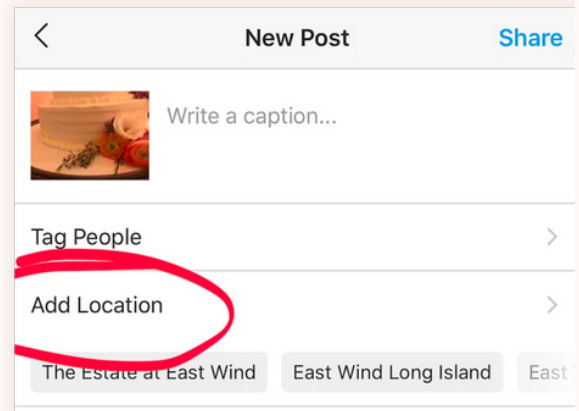 New Post Share
Write a caption...
Tag People
Add Location
The Estate at East Wind East Wind Long Island East